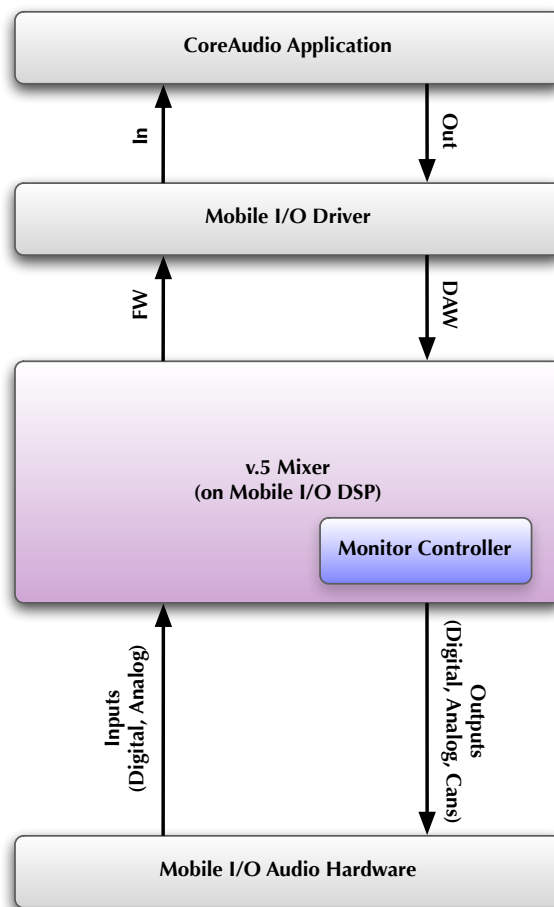 CoreAudio Application
In
Out
Mobile I/O Driver
FW
DAW
v.5 Mixer
(on Mobile I/O DSP)
Monitor Controller
Inputs
(Digital, Analog)
Outputs
(Digital, Analog, Cans)
Mobile I/O Audio Hardware